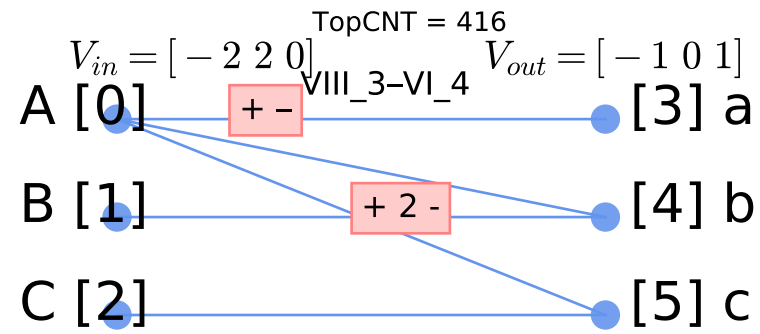 TopCNT = 416
V_in = [ − 2 2 0] V_out = [ − 1 0 1]
VIII_3–VI_4
A [0] + – [3] a
B [1] + 2 - [4] b
C [2] [5] c